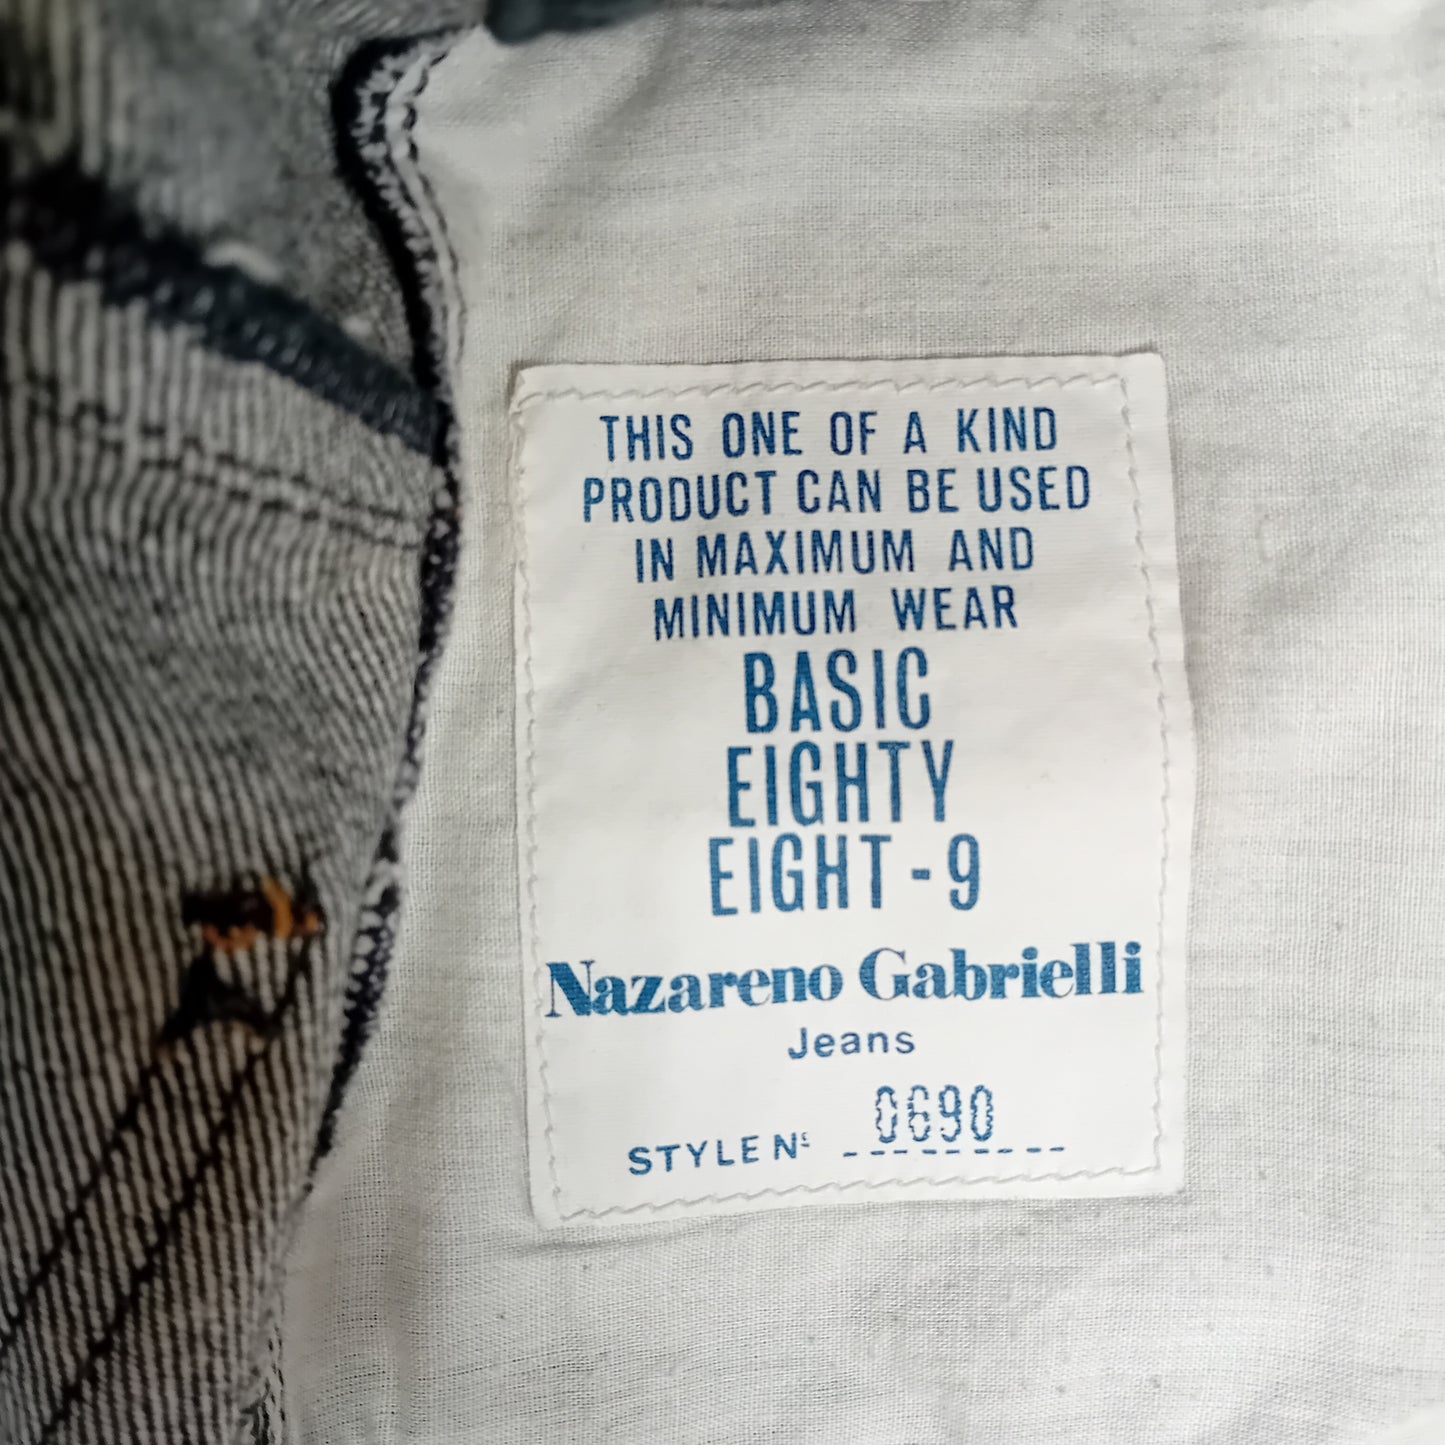 THIS ONE OF A KIND
PRODUCT CAN BE USED
IN MAXIMUM AND
MINIMUM WEAR
BASIC
EIGHTY
EIGHT-9
Nazareno Gabrielli
Jeans
STYLE Nº 0690